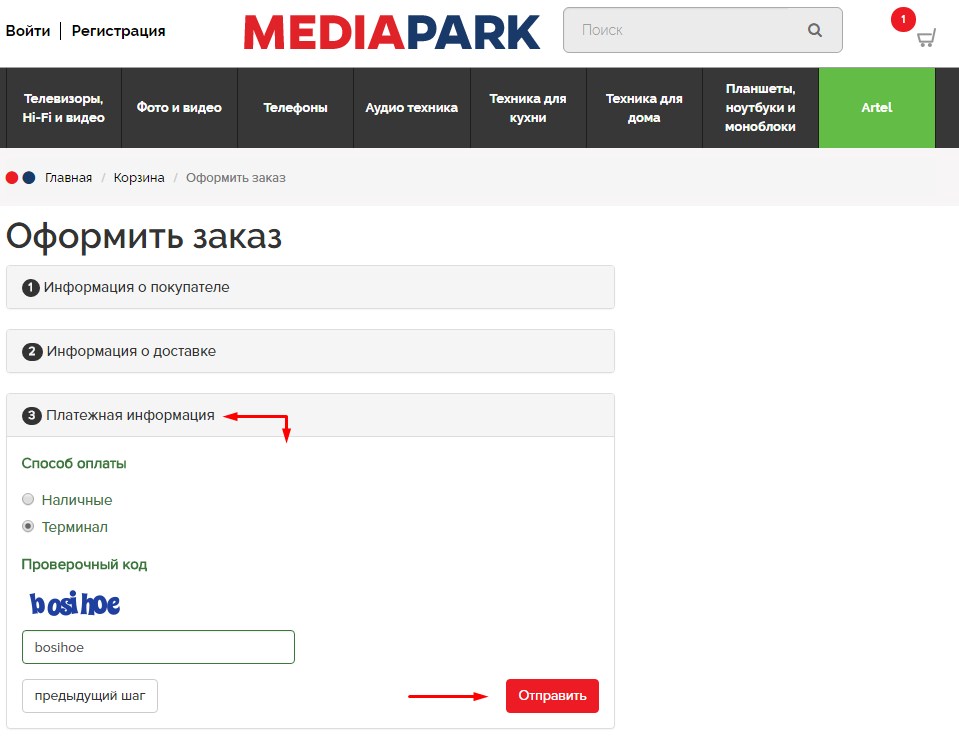 Войти | Регистрация
MEDIAPARK
Поиск
1
Телевизоры,
Hi-Fi и видео
Фото и видео
Телефоны
Аудио техника
Техника для
кухни
Техника для
дома
Планшеты,
ноутбуки и
моноблоки
Artel
Главная / Корзина / Оформить заказ
Оформить заказ
1 Информация о покупателе
2 Информация о доставке
3 Платежная информация
Способ оплаты
Наличные
Терминал
Проверочный код
bosihoe
bosihoe
предыдущий шаг
Отправить